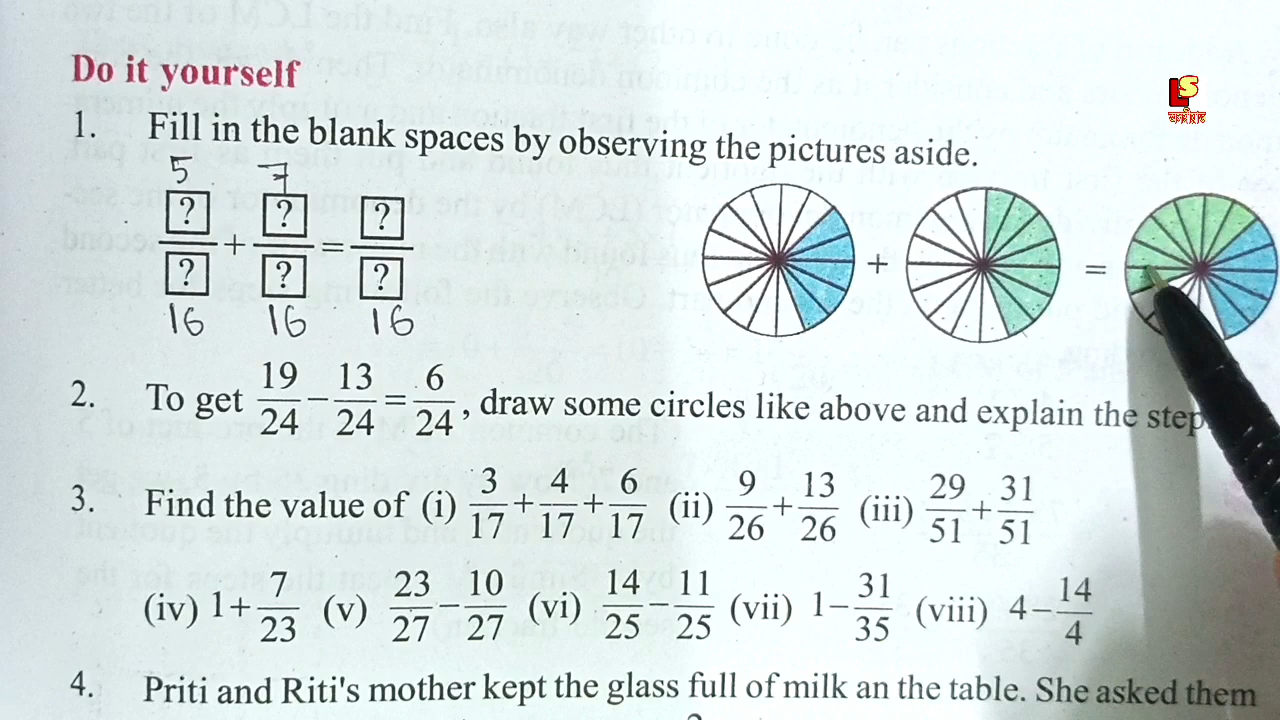 Do it yourself
LS
1. Fill in the blank spaces by observing the pictures aside.
5 7
? + ? = ?
? ? ?
16 16 16
+ =
2. To get 19/24 − 13/24 = 6/24, draw some circles like above and explain the step
3. Find the value of (i) 3/17 + 4/17 + 6/17 (ii) 9/26 + 13/26 (iii) 29/51 + 31/51
(iv) 1 + 7/23 (v) 23/27 − 10/27 (vi) 14/25 − 11/25 (vii) 1 − 31/35 (viii) 4 − 14/4
4. Priti and Riti's mother kept the glass full of milk an the table. She asked them